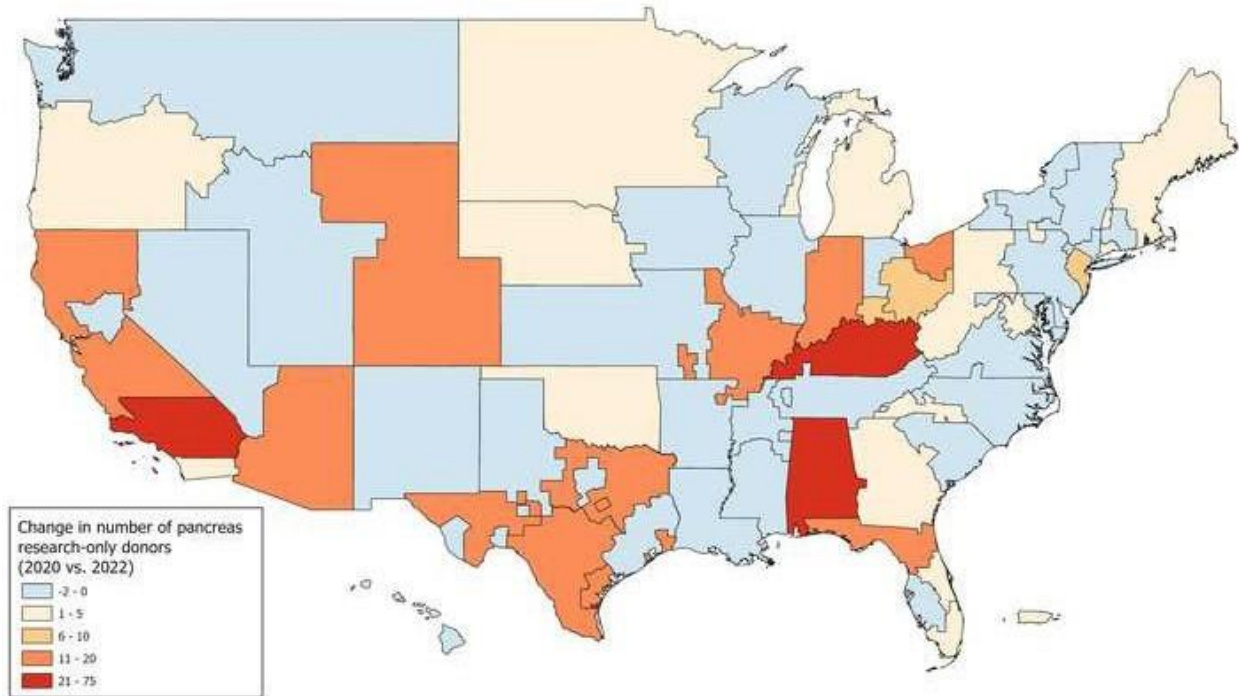 Change in number of pancreas
research-only donors
(2020 vs. 2022)
-2 - 0
1 - 5
6 - 10
11 - 20
21 - 75